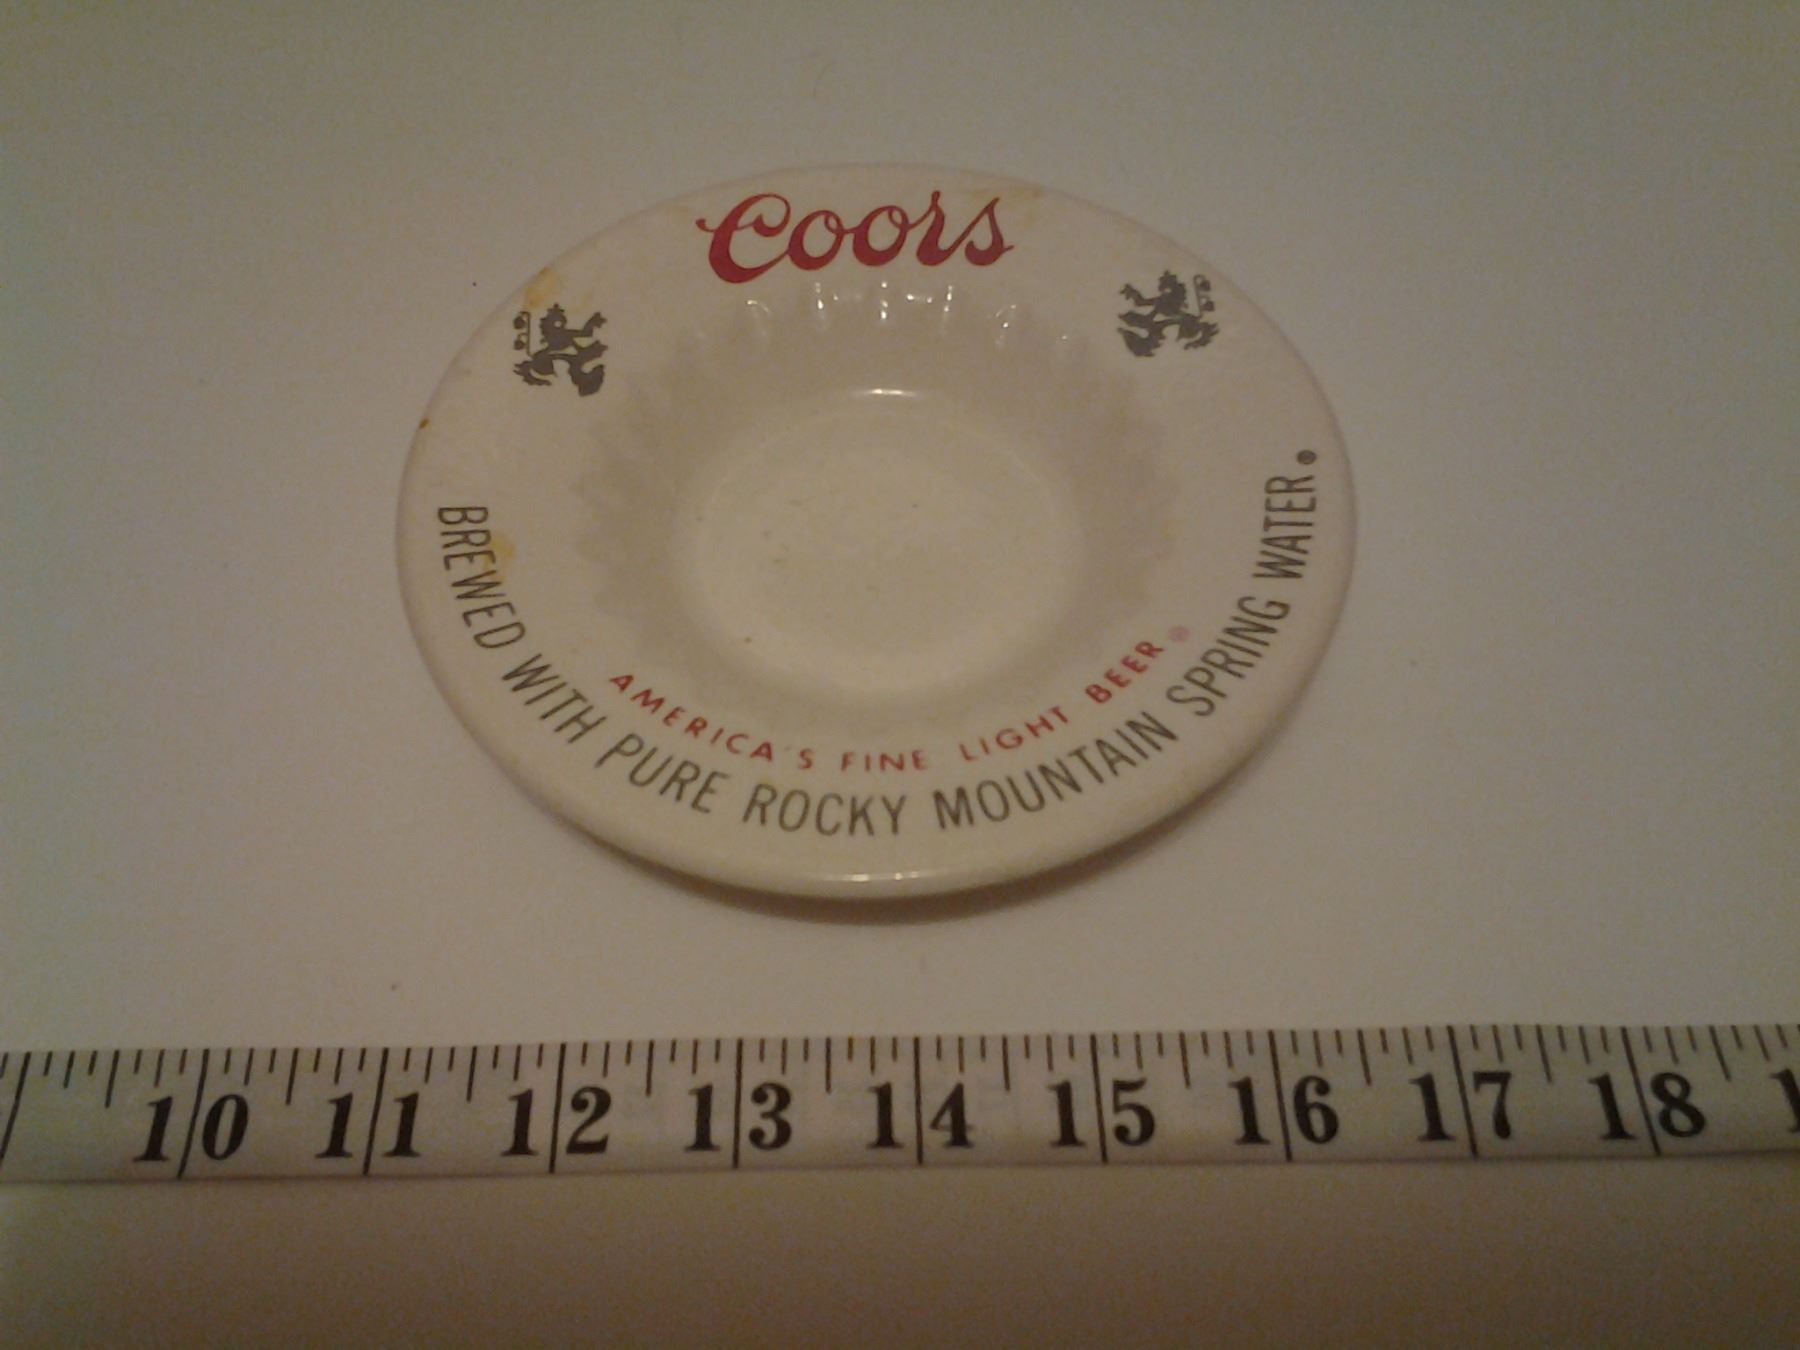 Coors
AMERICA'S FINE LIGHT BEER®
BREWED WITH PURE ROCKY MOUNTAIN SPRING WATER.®
10 11 12 13 14 15 16 17 18